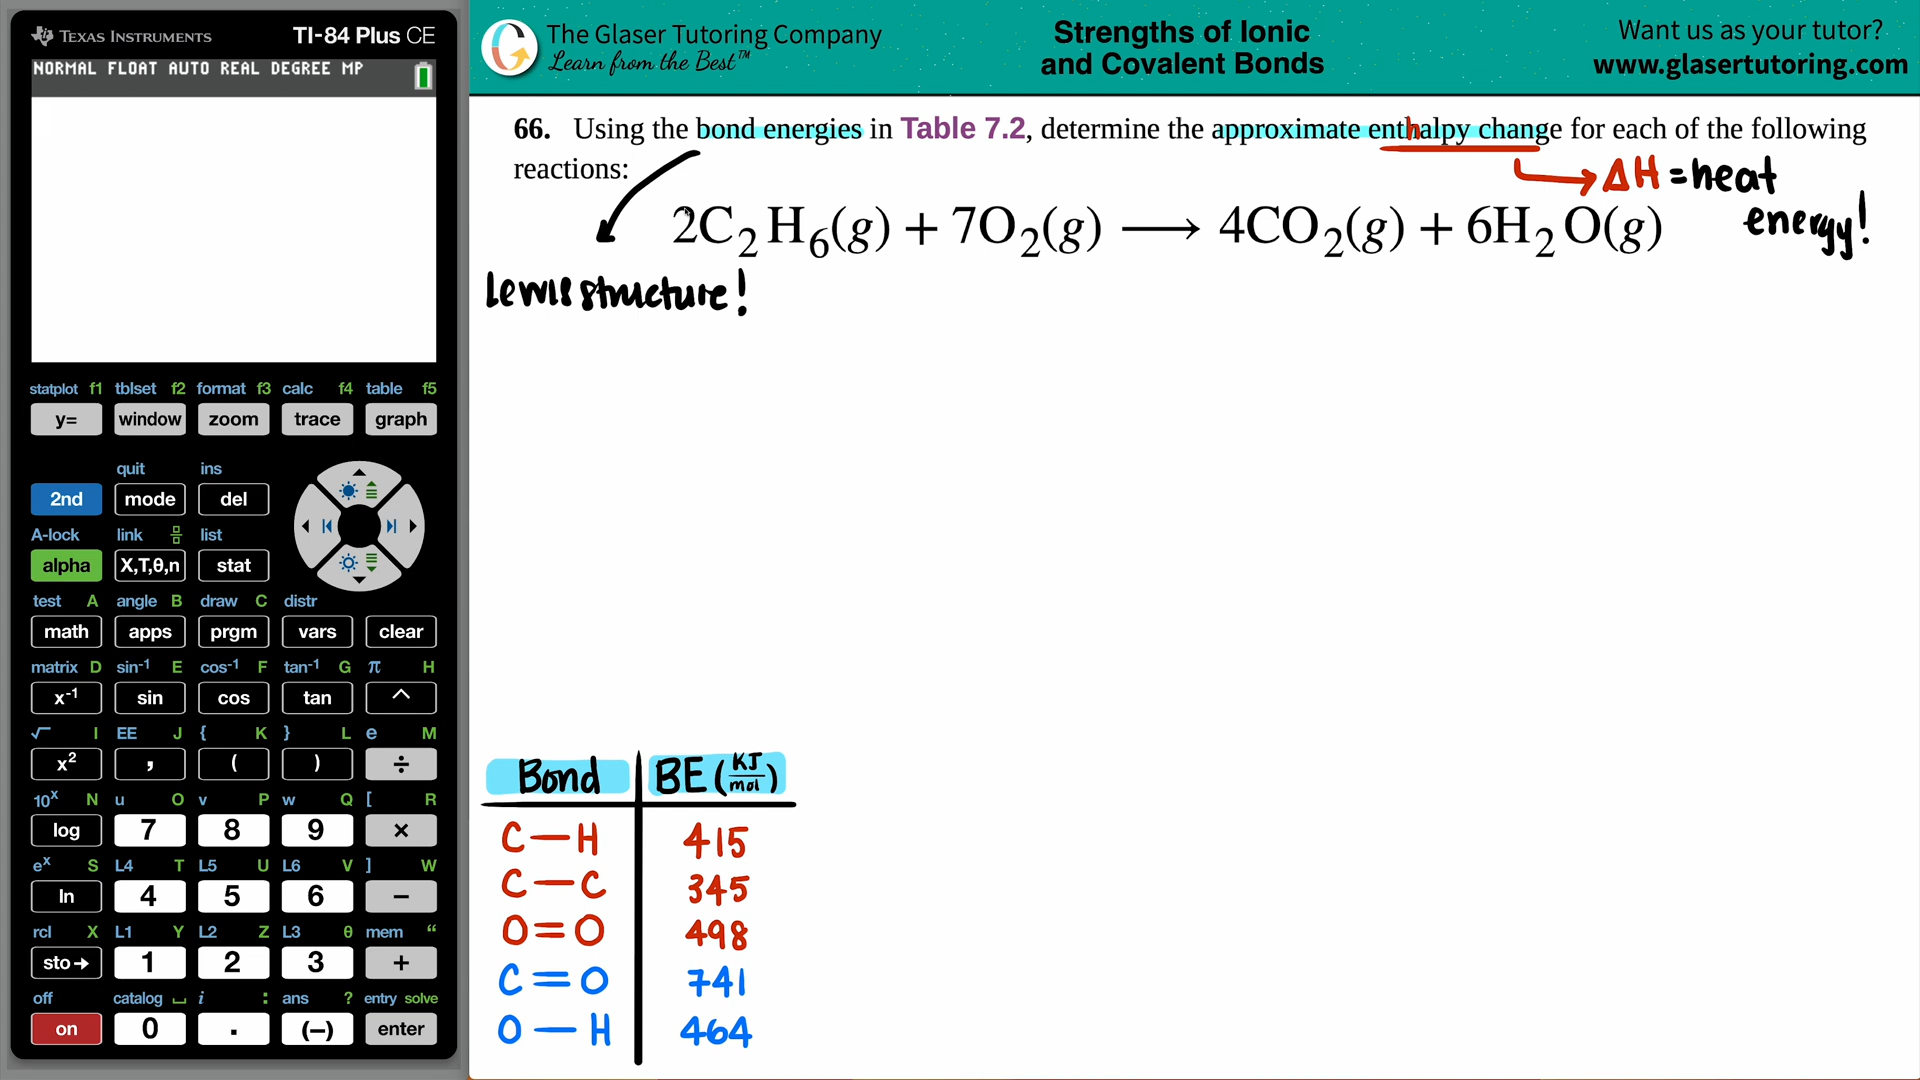 TEXAS INSTRUMENTS TI-84 Plus CE
NORMAL FLOAT AUTO REAL DEGREE MP
statplot f1 tblset f2 format f3 calc f4 table f5
y= window zoom trace graph
quit ins
2nd mode del
A-lock link list
alpha X,T,θ,n stat
test A angle B draw C distr
math apps prgm vars clear
matrix D sin⁻¹ E cos⁻¹ F tan⁻¹ G π H
x⁻¹ sin cos tan ^
√ I EE J { K } L e M
x² , ( ) ÷
10ˣ N u O v P w Q [ R
log 7 8 9 ×
eˣ S L4 T L5 U L6 V ] W
ln 4 5 6 −
rcl X L1 Y L2 Z L3 θ mem “
sto→ 1 2 3 +
off catalog ⎵ i : ans ? entry solve
on 0 . (−) enter
The Glaser Tutoring Company
Learn from the Best™
Strengths of Ionic
and Covalent Bonds
Want us as your tutor?
www.glasertutoring.com
66. Using the bond energies in Table 7.2, determine the approximate enthalpy change for each of the following
reactions:
ΔH = heat
energy!
2C₂H₆(g) + 7O₂(g) ⟶ 4CO₂(g) + 6H₂O(g)
Lewis structure!
Bond BE (KJ/mol)
C—H 415
C—C 345
O=O 498
C=O 741
O—H 464